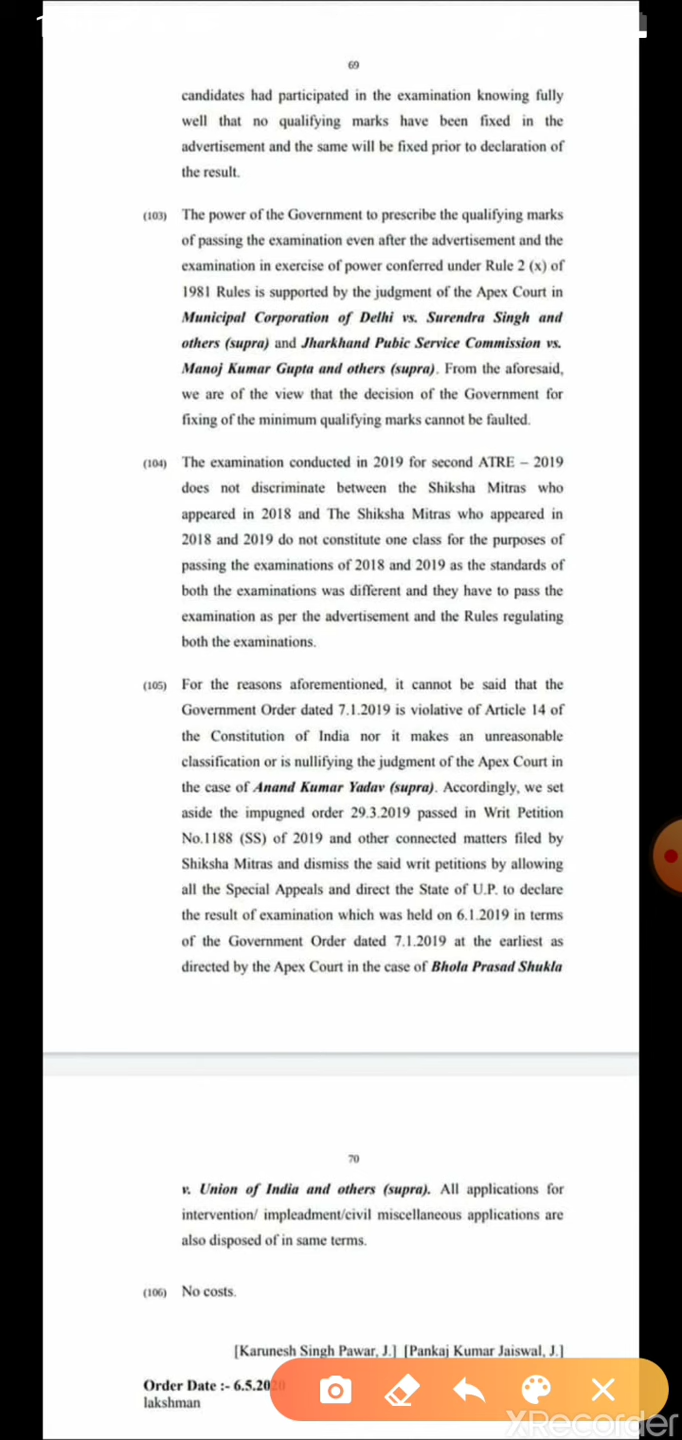 69
candidates had participated in the examination knowing fully
well that no qualifying marks have been fixed in the
advertisement and the same will be fixed prior to declaration of
the result.
(103) The power of the Government to prescribe the qualifying marks
of passing the examination even after the advertisement and the
examination in exercise of power conferred under Rule 2 (x) of
1981 Rules is supported by the judgment of the Apex Court in
Municipal Corporation of Delhi vs. Surendra Singh and
others (supra) and Jharkhand Pubic Service Commission vs.
Manoj Kumar Gupta and others (supra). From the aforesaid,
we are of the view that the decision of the Government for
fixing of the minimum qualifying marks cannot be faulted.
(104) The examination conducted in 2019 for second ATRE – 2019
does not discriminate between the Shiksha Mitras who
appeared in 2018 and The Shiksha Mitras who appeared in
2018 and 2019 do not constitute one class for the purposes of
passing the examinations of 2018 and 2019 as the standards of
both the examinations was different and they have to pass the
examination as per the advertisement and the Rules regulating
both the examinations.
(105) For the reasons aforementioned, it cannot be said that the
Government Order dated 7.1.2019 is violative of Article 14 of
the Constitution of India nor it makes an unreasonable
classification or is nullifying the judgment of the Apex Court in
the case of Anand Kumar Yadav (supra). Accordingly, we set
aside the impugned order 29.3.2019 passed in Writ Petition
No.1188 (SS) of 2019 and other connected matters filed by
Shiksha Mitras and dismiss the said writ petitions by allowing
all the Special Appeals and direct the State of U.P. to declare
the result of examination which was held on 6.1.2019 in terms
of the Government Order dated 7.1.2019 at the earliest as
directed by the Apex Court in the case of Bhola Prasad Shukla
70
v. Union of India and others (supra). All applications for
intervention/ impleadment/civil miscellaneous applications are
also disposed of in same terms.
(106) No costs.
[Karunesh Singh Pawar, J.] [Pankaj Kumar Jaiswal, J.]
Order Date :- 6.5.2020
lakshman
XRecorder